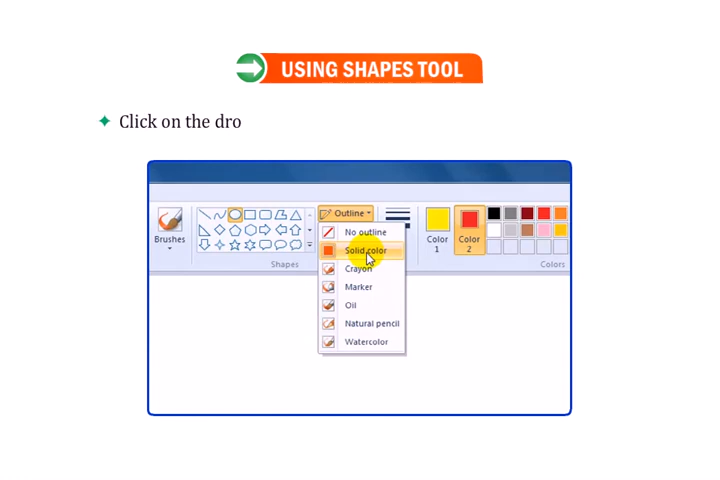 USING SHAPES TOOL
Click on the dro
Outline
Brushes
No outline
Solid color
Crayon
Marker
Oil
Natural pencil
Watercolor
Color
1
Color
2
Shapes
Colors